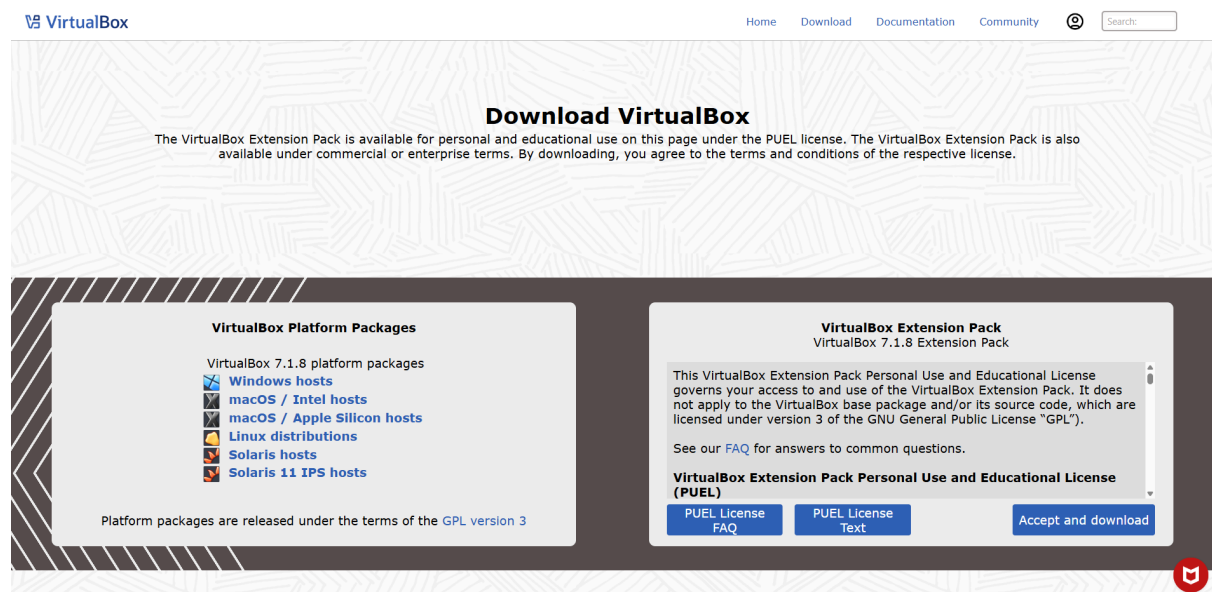 VirtualBox
Home Download Documentation Community Search:
Download VirtualBox
The VirtualBox Extension Pack is available for personal and educational use on this page under the PUEL license. The VirtualBox Extension Pack is also
available under commercial or enterprise terms. By downloading, you agree to the terms and conditions of the respective license.
VirtualBox Platform Packages
VirtualBox 7.1.8 platform packages
Windows hosts
macOS / Intel hosts
macOS / Apple Silicon hosts
Linux distributions
Solaris hosts
Solaris 11 IPS hosts
Platform packages are released under the terms of the GPL version 3
VirtualBox Extension Pack
VirtualBox 7.1.8 Extension Pack
This VirtualBox Extension Pack Personal Use and Educational License
governs your access to and use of the VirtualBox Extension Pack. It does
not apply to the VirtualBox base package and/or its source code, which are
licensed under version 3 of the GNU General Public License “GPL”).
See our FAQ for answers to common questions.
VirtualBox Extension Pack Personal Use and Educational License
(PUEL)
PUEL License
FAQ
PUEL License
Text
Accept and download